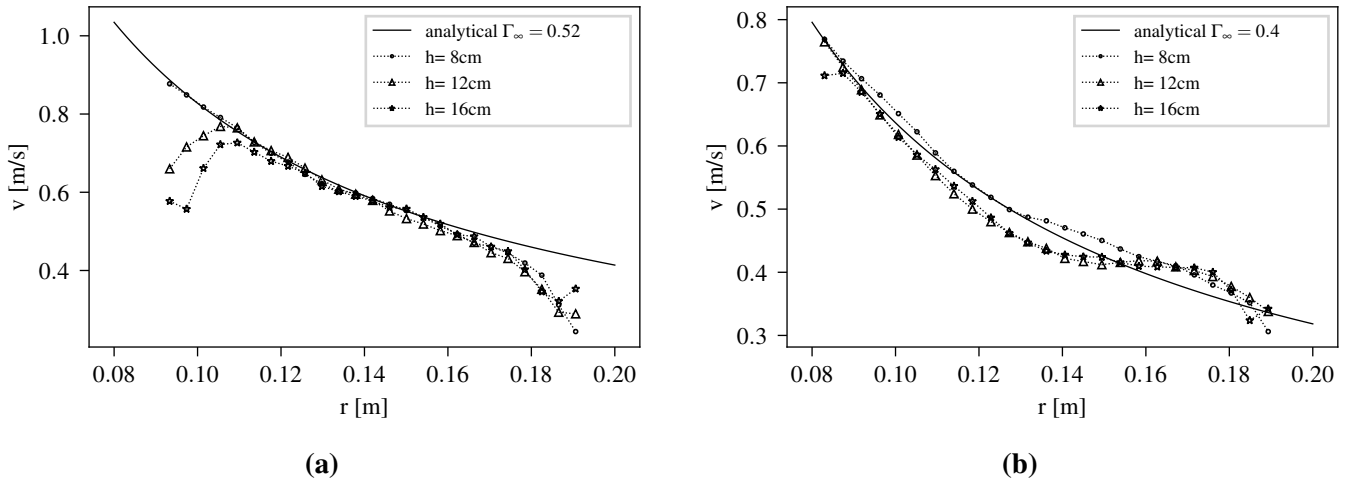 1.0
0.8
0.6
0.4
v [m/s]
0.08 0.10 0.12 0.14 0.16 0.18 0.20
r [m]
analytical Γ∞ = 0.52
h= 8cm
h= 12cm
h= 16cm
(a)
0.8
0.7
0.6
0.5
0.4
0.3
v [m/s]
0.08 0.10 0.12 0.14 0.16 0.18 0.20
r [m]
analytical Γ∞ = 0.4
h= 8cm
h= 12cm
h= 16cm
(b)